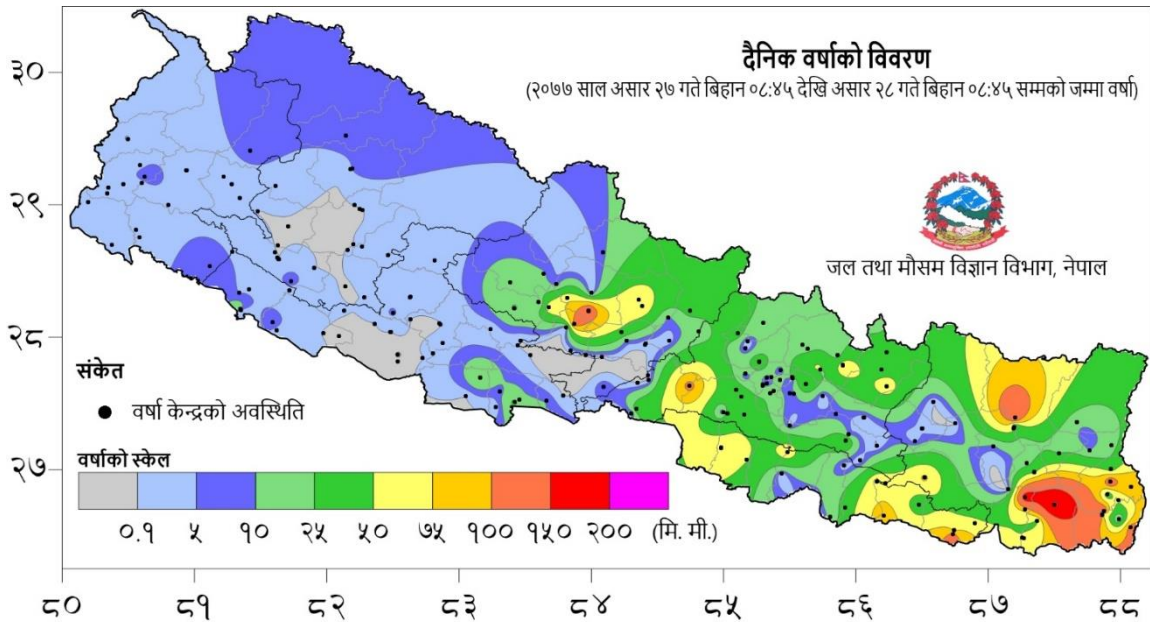 दैनिक वर्षाको विवरण
(२०७७ साल असार २७ गते बिहान ०८:४५ देखि असार २८ गते बिहान ०८:४५ सम्मको जम्मा वर्षा)
३०
२९
जल तथा मौसम विज्ञान विभाग, नेपाल
२८
संकेत
वर्षा केन्द्रको अवस्थिति
वर्षाको स्केल
२७
०.१ ५ १० २५ ५० ७५ १०० १५० २०० (मि. मी.)
८० ८१ ८२ ८३ ८४ ८५ ८६ ८७ ८८